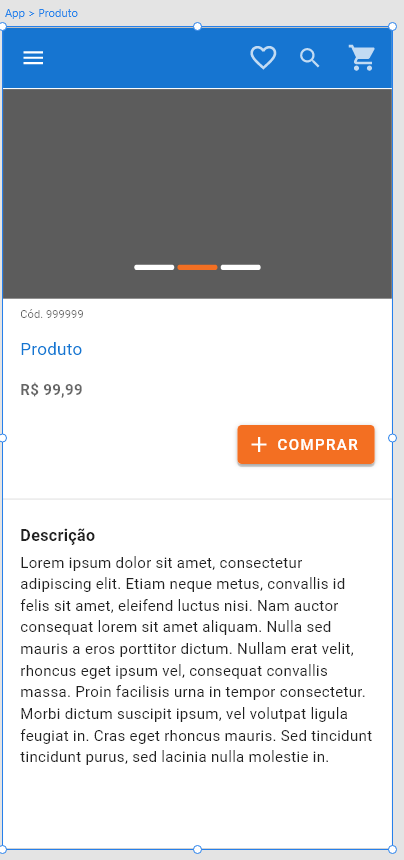 App > Produto
Cód. 999999
Produto
R$ 99,99
COMPRAR
Descrição
Lorem ipsum dolor sit amet, consectetur
adipiscing elit. Etiam neque metus, convallis id
felis sit amet, eleifend luctus nisi. Nam auctor
consequat lorem sit amet aliquam. Nulla sed
mauris a eros porttitor dictum. Nullam erat velit,
rhoncus eget ipsum vel, consequat convallis
massa. Proin facilisis urna in tempor consectetur.
Morbi dictum suscipit ipsum, vel volutpat ligula
feugiat in. Cras eget rhoncus mauris. Sed tincidunt
tincidunt purus, sed lacinia nulla molestie in.